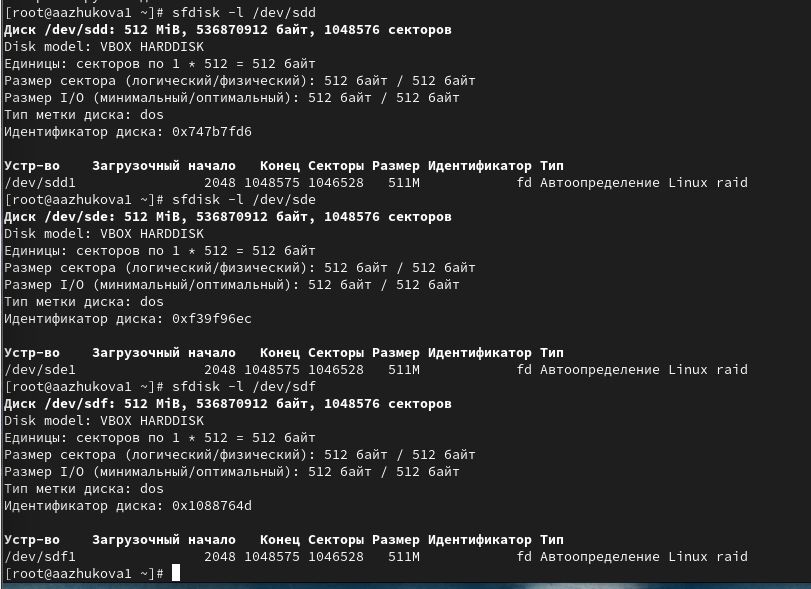 [root@aazhukova1 ~]# sfdisk -l /dev/sdd
Диск /dev/sdd: 512 MiB, 536870912 байт, 1048576 секторов
Disk model: VBOX HARDDISK
Единицы: секторов по 1 * 512 = 512 байт
Размер сектора (логический/физический): 512 байт / 512 байт
Размер I/O (минимальный/оптимальный): 512 байт / 512 байт
Тип метки диска: dos
Идентификатор диска: 0x747b7fd6
Устр-во    Загрузочный начало   Конец Секторы Размер Идентификатор Тип
/dev/sdd1                2048 1048575 1046528   511M            fd Автоопределение Linux raid
[root@aazhukova1 ~]# sfdisk -l /dev/sde
Диск /dev/sde: 512 MiB, 536870912 байт, 1048576 секторов
Disk model: VBOX HARDDISK
Единицы: секторов по 1 * 512 = 512 байт
Размер сектора (логический/физический): 512 байт / 512 байт
Размер I/O (минимальный/оптимальный): 512 байт / 512 байт
Тип метки диска: dos
Идентификатор диска: 0xf39f96ec
Устр-во    Загрузочный начало   Конец Секторы Размер Идентификатор Тип
/dev/sde1                2048 1048575 1046528   511M            fd Автоопределение Linux raid
[root@aazhukova1 ~]# sfdisk -l /dev/sdf
Диск /dev/sdf: 512 MiB, 536870912 байт, 1048576 секторов
Disk model: VBOX HARDDISK
Единицы: секторов по 1 * 512 = 512 байт
Размер сектора (логический/физический): 512 байт / 512 байт
Размер I/O (минимальный/оптимальный): 512 байт / 512 байт
Тип метки диска: dos
Идентификатор диска: 0x1088764d
Устр-во    Загрузочный начало   Конец Секторы Размер Идентификатор Тип
/dev/sdf1                2048 1048575 1046528   511M            fd Автоопределение Linux raid
[root@aazhukova1 ~]#